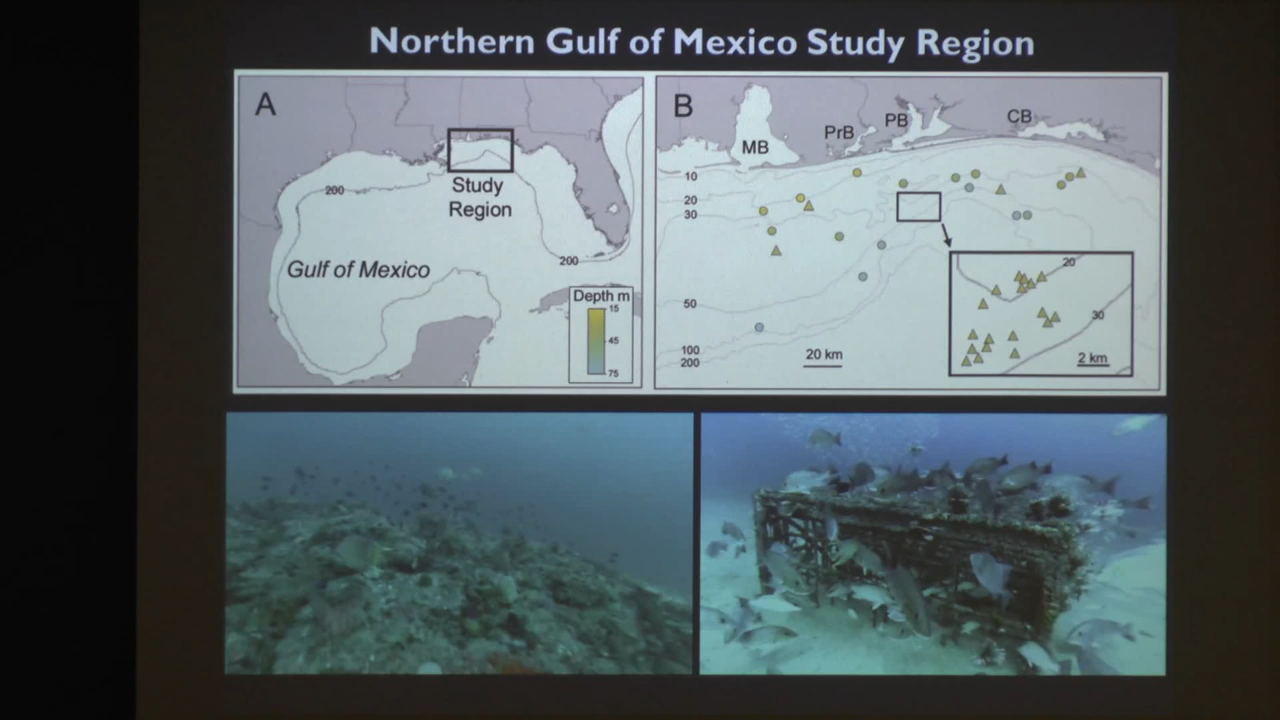 Northern Gulf of Mexico Study Region
A
200
Study
Region
Gulf of Mexico
200
Depth m
15
45
75
B
MB
PrB
PB
CB
10
20
30
50
100
200
20 km
20
30
2 km